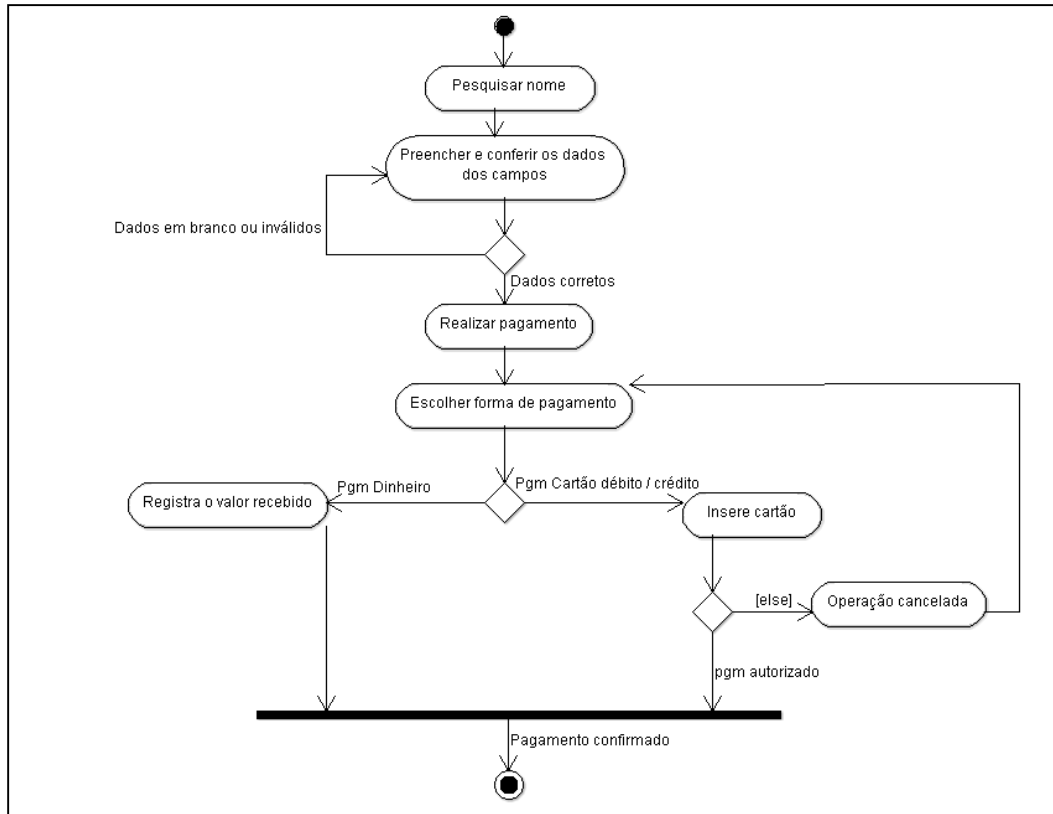 Pesquisar nome
Preencher e conferir os dados
dos campos
Dados em branco ou inválidos
Dados corretos
Realizar pagamento
Escolher forma de pagamento
Pgm Dinheiro
Pgm Cartão débito / crédito
Registra o valor recebido
Insere cartão
[else]
Operação cancelada
pgm autorizado
Pagamento confirmado